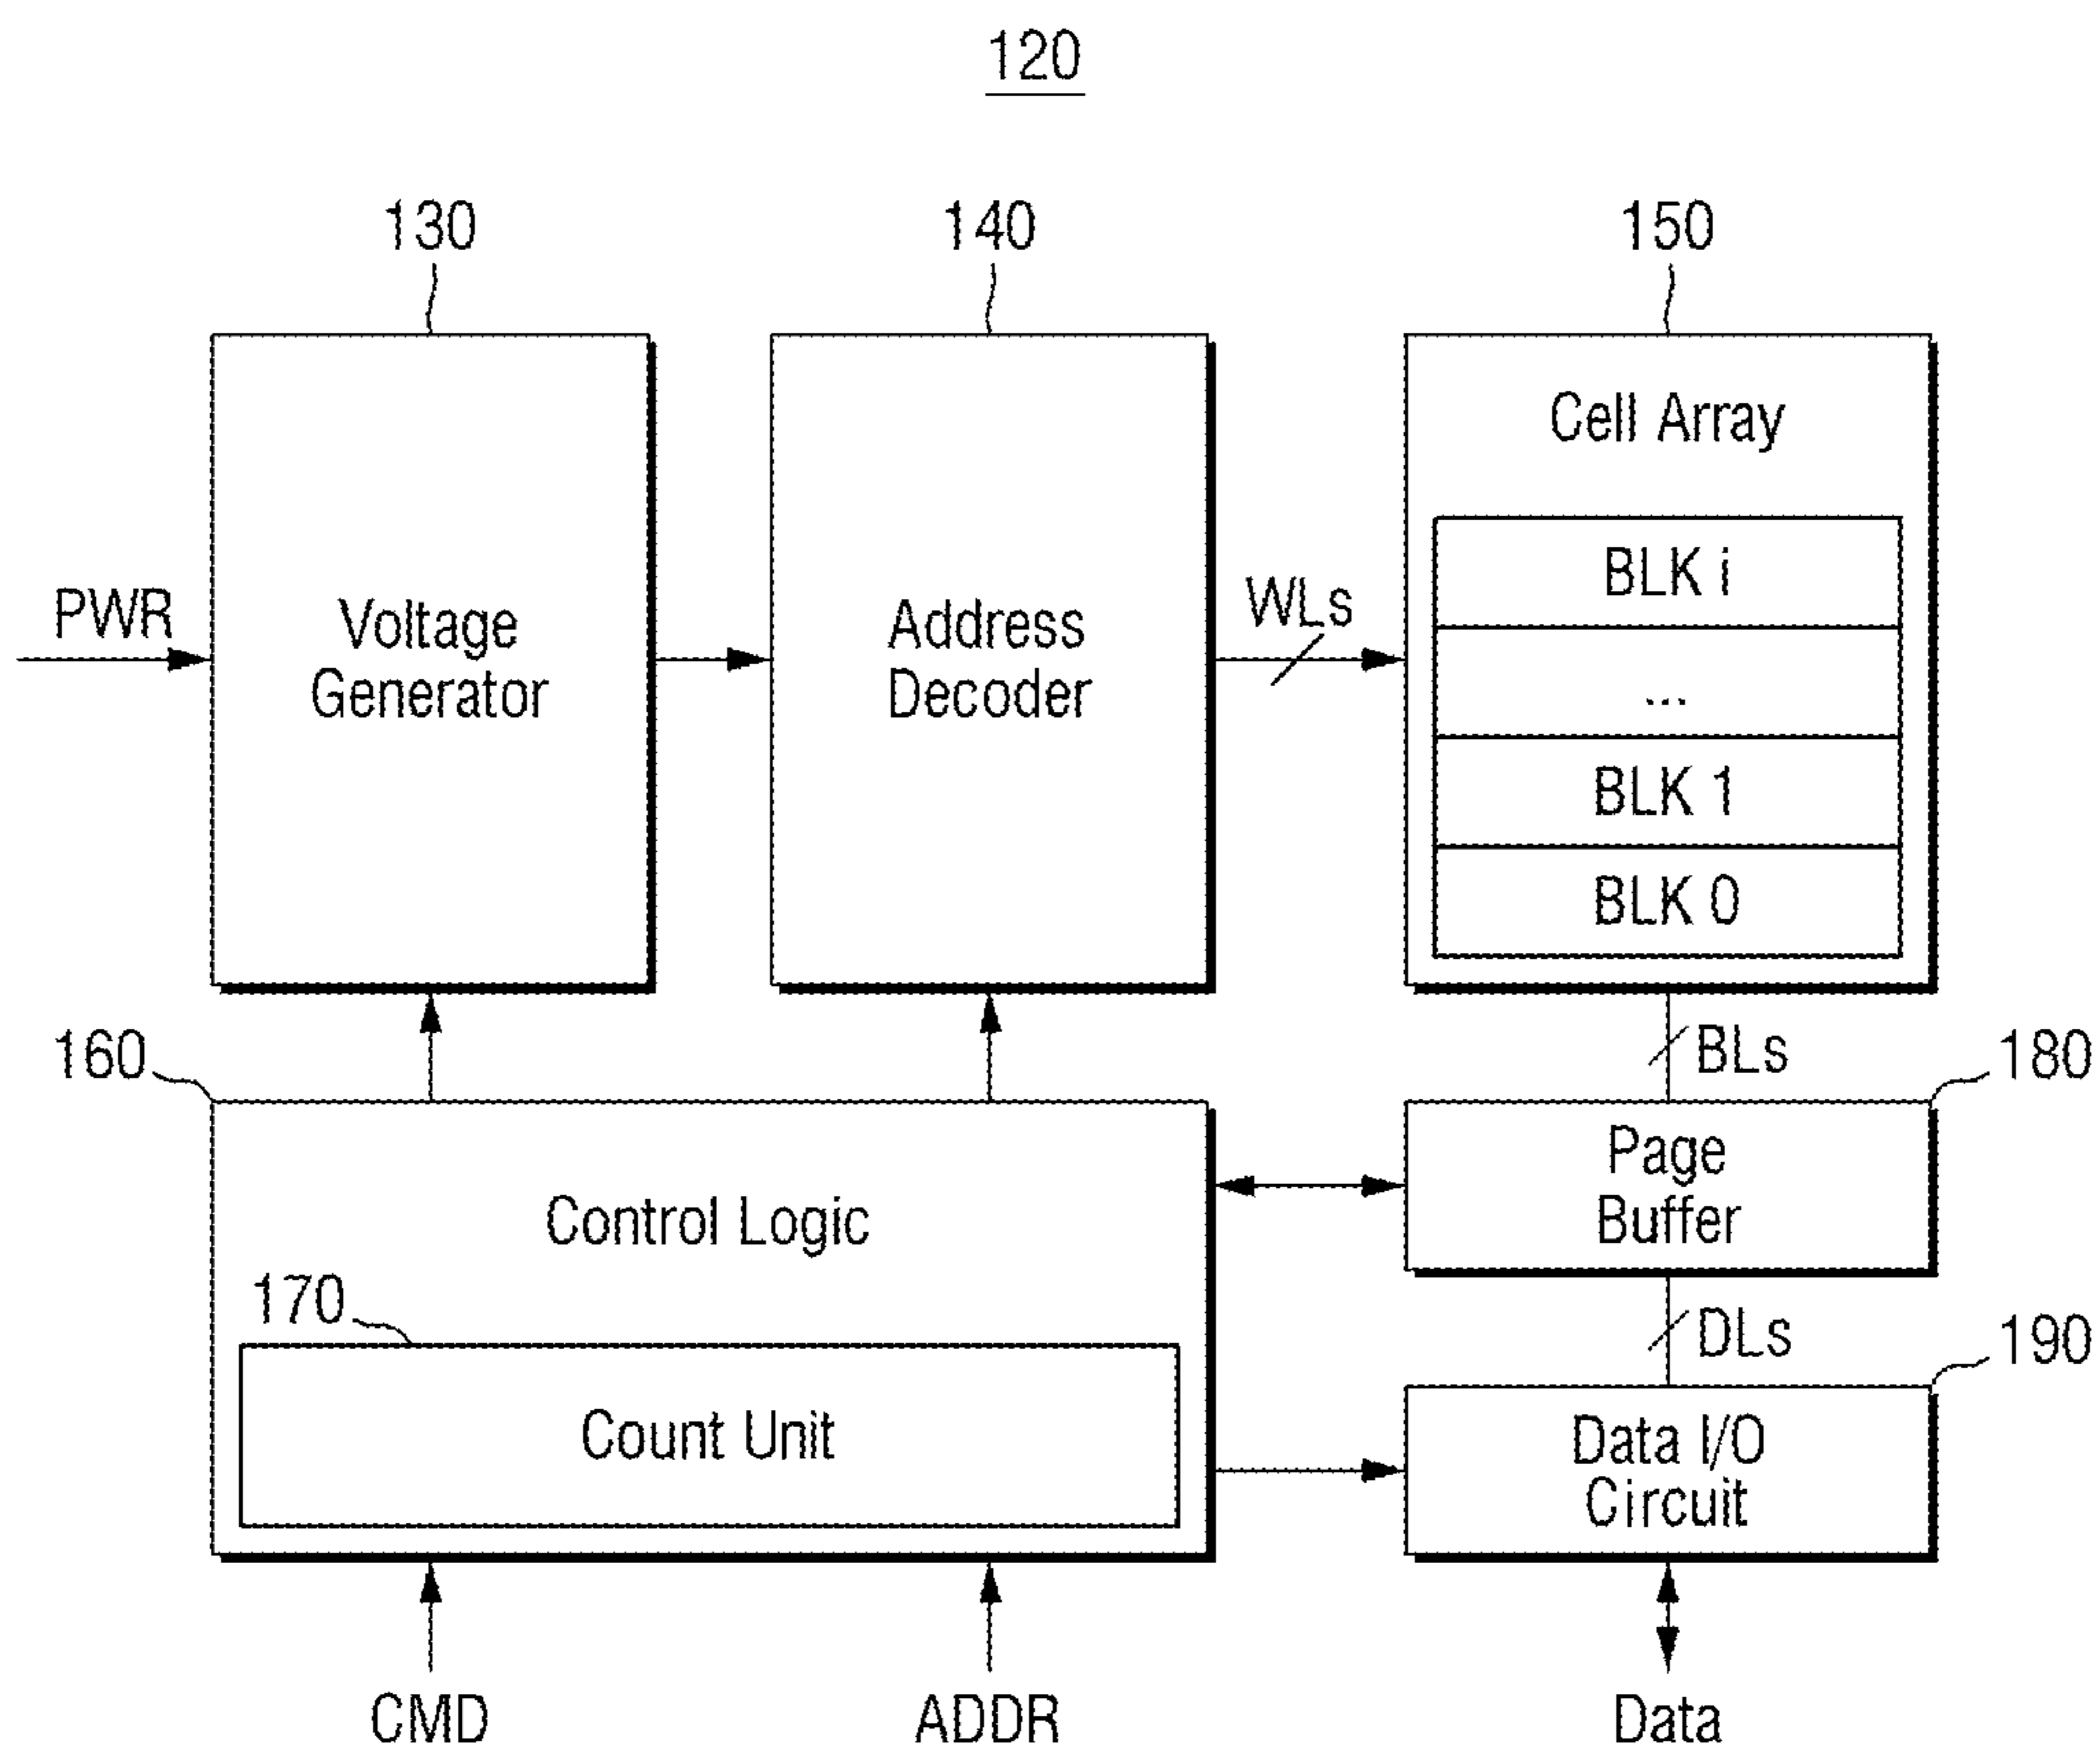 120
130
140
150
PWR
Voltage
Generator
Address
Decoder
WLs
Cell Array
BLK i
...
BLK 1
BLK 0
160
BLs
180
Control Logic
Page
Buffer
170
Count Unit
DLs
190
Data I/O
Circuit
CMD
ADDR
Data